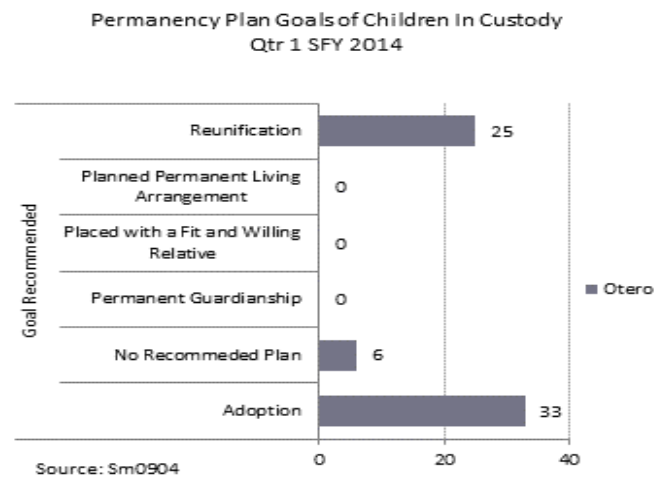 Permanency Plan Goals of Children In Custody
Qtr 1 SFY 2014
Goal Recommended
Reunification
25
Planned Permanent Living
Arrangement
0
Placed with a Fit and Willing
Relative
0
Permanent Guardianship
0
No Recommeded Plan
6
Adoption
33
Otero
0
20
40
Source: Sm0904